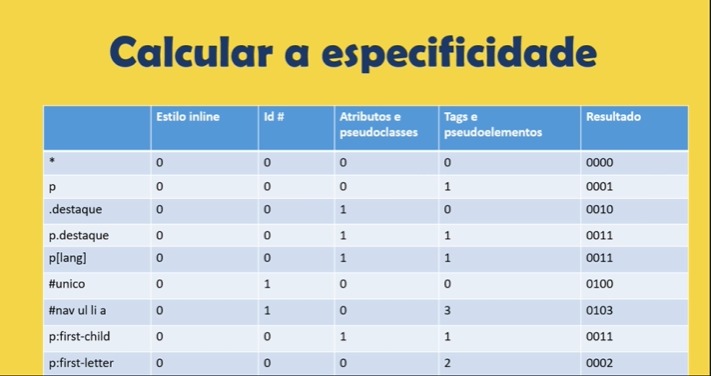 Calcular a especificidade
Estilo inline Id # Atributos e pseudoclasses Tags e pseudoelementos Resultado
* 0 0 0 0 0000
p 0 0 0 1 0001
.destaque 0 0 1 0 0010
p.destaque 0 0 1 1 0011
p[lang] 0 0 1 1 0011
#unico 0 1 0 0 0100
#nav ul li a 0 1 0 3 0103
p:first-child 0 0 1 1 0011
p:first-letter 0 0 0 2 0002